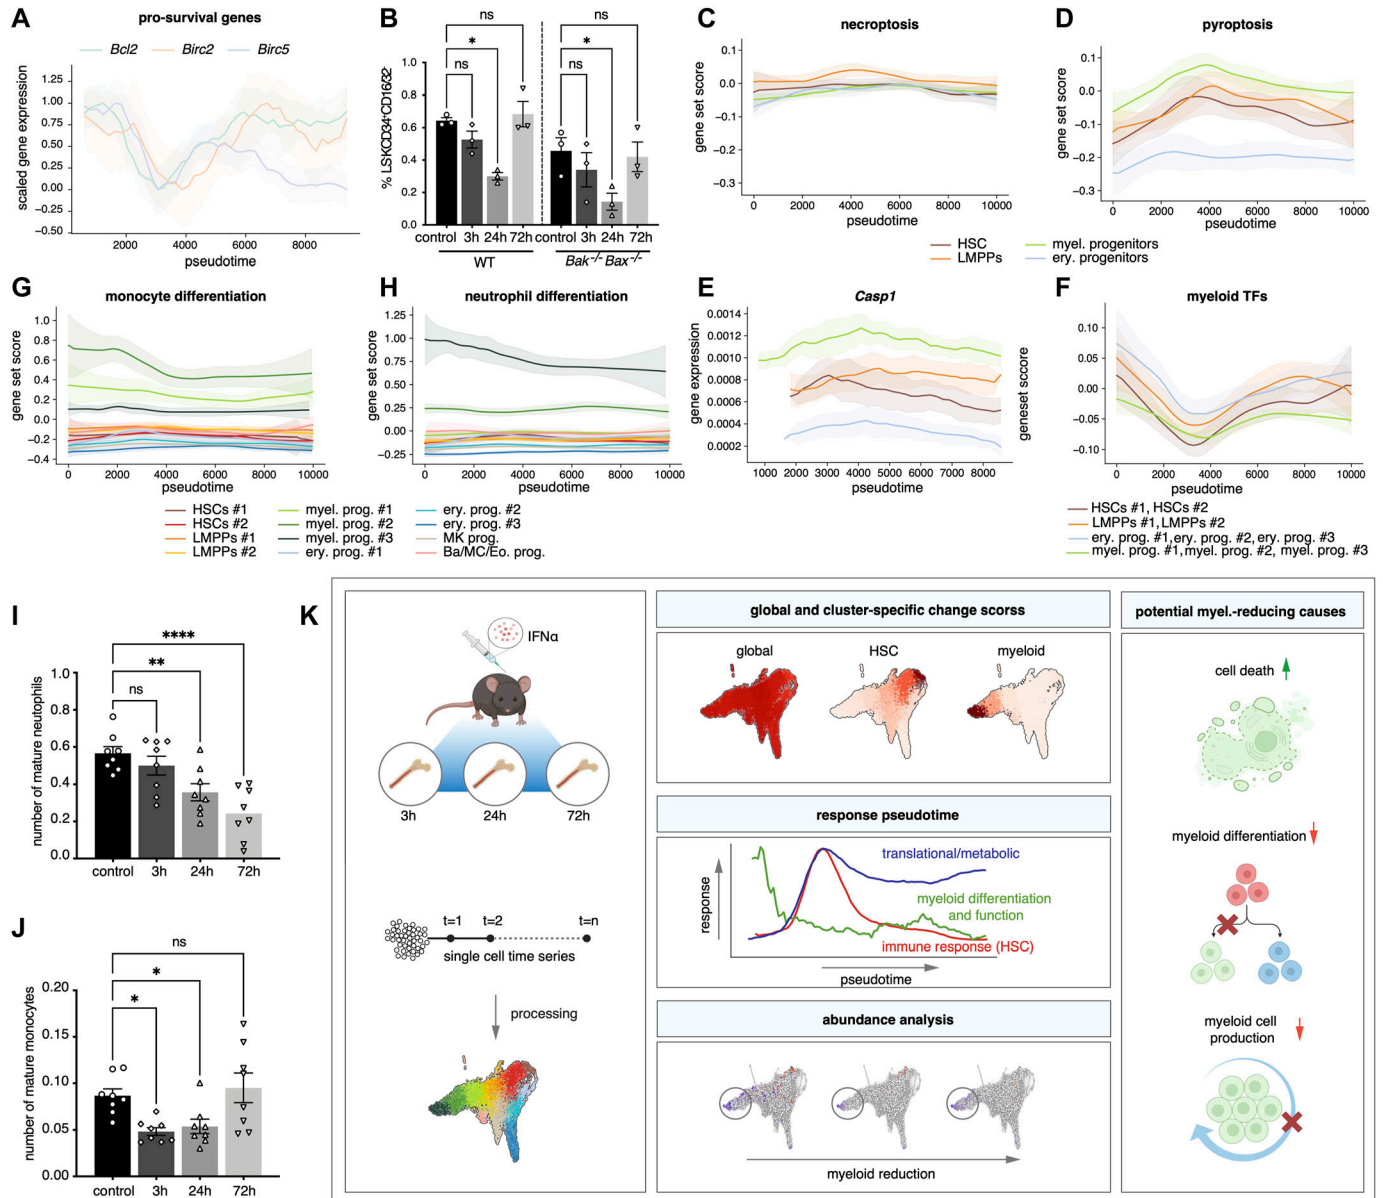 A
pro-survival genes
Bcl2 Birc2 Birc5
scaled gene expression
1.25
1.00
0.75
0.50
0.25
0.00
−0.25
−0.50
2000 4000 6000 8000
pseudotime
B
ns ns
* *
ns ns
% LSKCD34+CD16/32-
1.0
0.8
0.6
0.4
0.2
0.0
control 3h 24h 72h control 3h 24h 72h
WT Bak-/- Bax-/-
C
necroptosis
gene set score
0.1
0.0
−0.1
−0.2
−0.3
0 2000 4000 6000 8000 10000
pseudotime
D
pyroptosis
gene set score
0.1
0.0
−0.1
−0.2
−0.3
0 2000 4000 6000 8000 10000
pseudotime
HSC myel. progenitors
LMPPs ery. progenitors
G
monocyte differentiation
gene set score
1.0
0.8
0.6
0.4
0.2
0.0
−0.2
−0.4
0 2000 4000 6000 8000 10000
pseudotime
H
neutrophil differentiation
gene set score
1.25
1.00
0.75
0.50
0.25
0.00
−0.25
0 2000 4000 6000 8000 10000
pseudotime
HSCs #1 myel. prog. #1 ery. prog. #2
HSCs #2 myel. prog. #2 ery. prog. #3
LMPPs #1 myel. prog. #3 MK prog.
LMPPs #2 ery. prog. #1 Ba/MC/Eo. prog.
E
Casp1
gene expression
0.0014
0.0012
0.0010
0.0008
0.0006
0.0004
0.0002
1000 2000 3000 4000 5000 6000 7000 8000
pseudotime
F
myeloid TFs
geneset sccore
0.10
0.05
0.00
−0.05
−0.10
0 2000 4000 6000 8000 10000
pseudotime
HSCs #1, HSCs #2
LMPPs #1, LMPPs #2
ery. prog. #1, ery. prog. #2, ery. prog. #3
myel. prog. #1, myel. prog. #2, myel. prog. #3
I
****
**
ns
number of mature neutophils
1.0
0.8
0.6
0.4
0.2
0.0
control 3h 24h 72h
J
ns
*
*
number of mature monocytes
0.20
0.15
0.10
0.05
0.00
control 3h 24h 72h
K
IFNα
3h 24h 72h
t=1 t=2 t=n
single cell time series
processing
global and cluster-specific change scorss
global HSC myeloid
response pseudotime
response
translational/metabolic
myeloid differentiation
and function
immune response (HSC)
pseudotime
abundance analysis
myeloid reduction
potential myel.-reducing causes
cell death
myeloid differentiation
myeloid cell
production